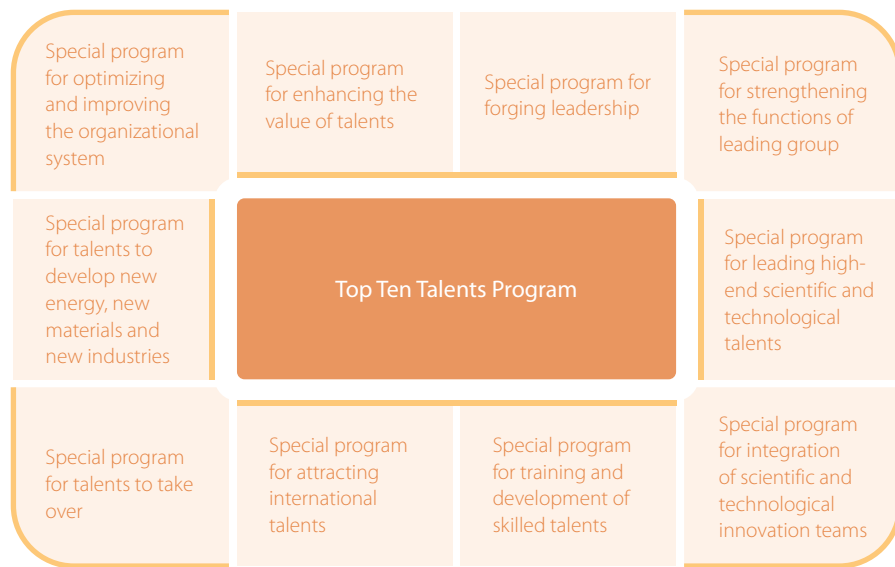 Special program
for optimizing
and improving
the organizational
system
Special program
for enhancing the
value of talents
Special program for
forging leadership
Special program
for strengthening
the functions of
leading group
Special program
for talents to
develop new
energy, new
materials and
new industries
Top Ten Talents Program
Special program
for leading high-
end scientific and
technological
talents
Special program
for talents to take
over
Special program
for attracting
international
talents
Special program
for training and
development of
skilled talents
Special program
for integration
of scientific and
technological
innovation teams